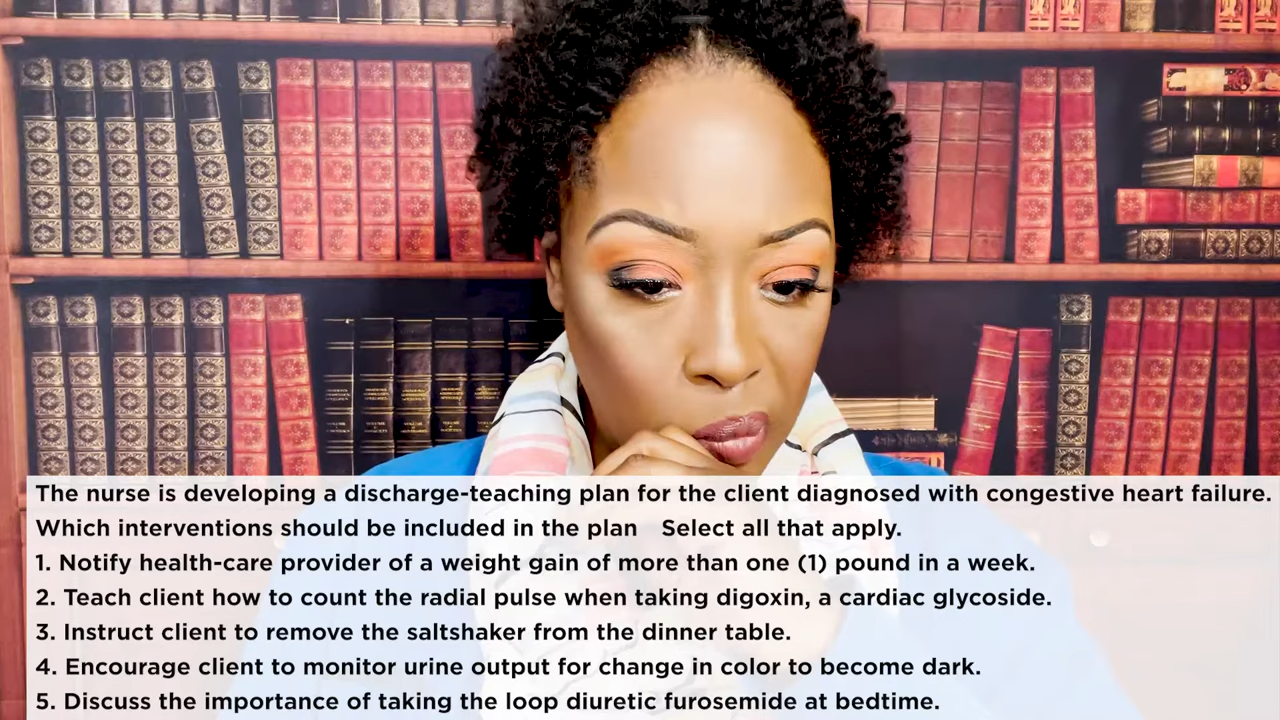 The nurse is developing a discharge-teaching plan for the client diagnosed with congestive heart failure.
Which interventions should be included in the plan   Select all that apply.
1. Notify health-care provider of a weight gain of more than one (1) pound in a week.
2. Teach client how to count the radial pulse when taking digoxin, a cardiac glycoside.
3. Instruct client to remove the saltshaker from the dinner table.
4. Encourage client to monitor urine output for change in color to become dark.
5. Discuss the importance of taking the loop diuretic furosemide at bedtime.